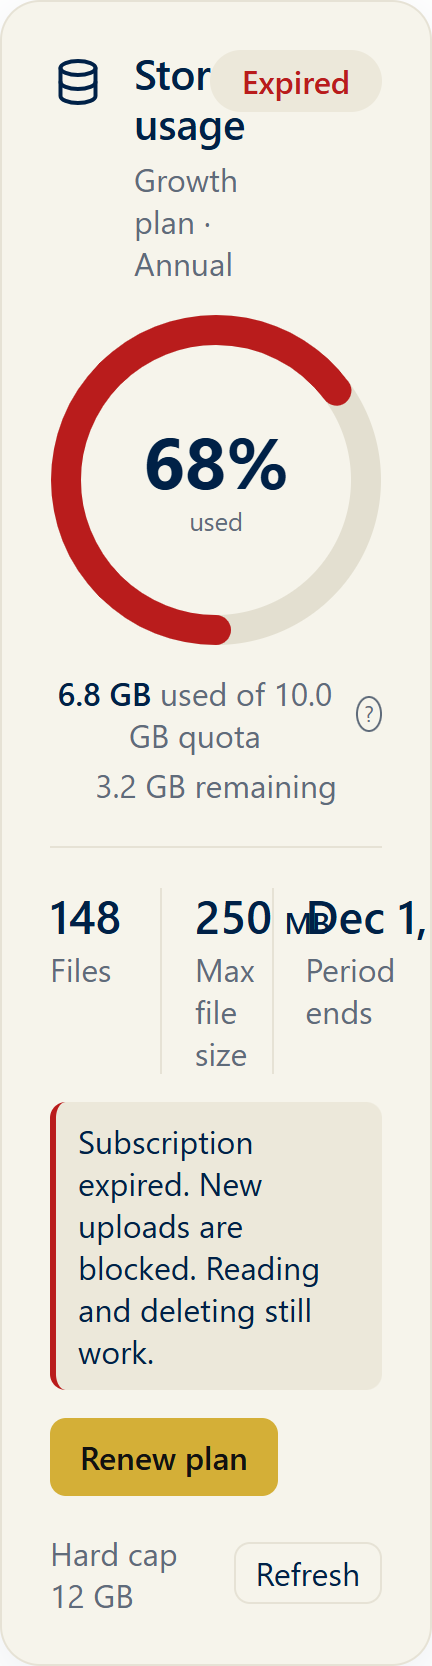 Stor
Expired
usage
Growth
plan ·
Annual
68%
used
6.8 GB used of 10.0
GB quota
?
3.2 GB remaining
148
Files
250 MB
Max
file
size
Dec 1,
Period
ends
Subscription
expired. New
uploads are
blocked. Reading
and deleting still
work.
Renew plan
Hard cap
12 GB
Refresh